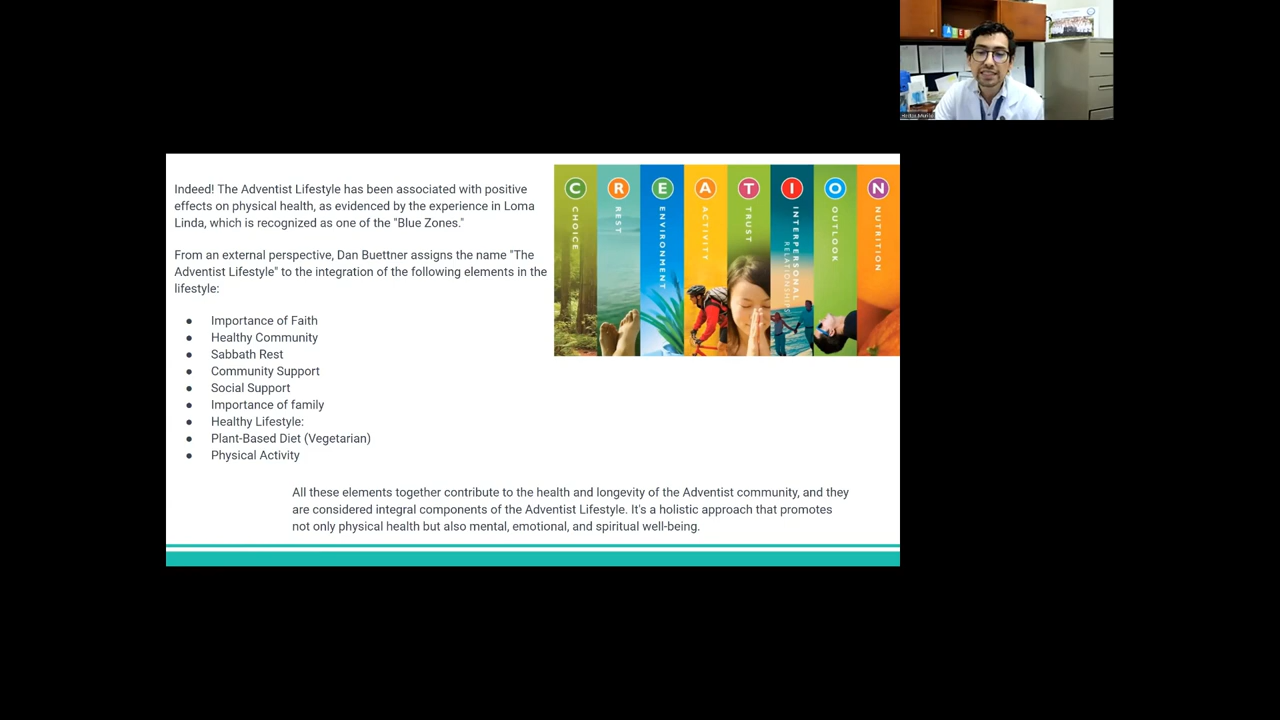 Indeed! The Adventist Lifestyle has been associated with positive
effects on physical health, as evidenced by the experience in Loma
Linda, which is recognized as one of the "Blue Zones."
From an external perspective, Dan Buettner assigns the name "The
Adventist Lifestyle" to the integration of the following elements in the
lifestyle:
● Importance of Faith
● Healthy Community
● Sabbath Rest
● Community Support
● Social Support
● Importance of family
● Healthy Lifestyle:
● Plant-Based Diet (Vegetarian)
● Physical Activity
C R E A T I O N
CHOICE
REST
ENVIRONMENT
ACTIVITY
TRUST
INTERPERSONAL
RELATIONSHIPS
OUTLOOK
NUTRITION
All these elements together contribute to the health and longevity of the Adventist community, and they
are considered integral components of the Adventist Lifestyle. It's a holistic approach that promotes
not only physical health but also mental, emotional, and spiritual well-being.